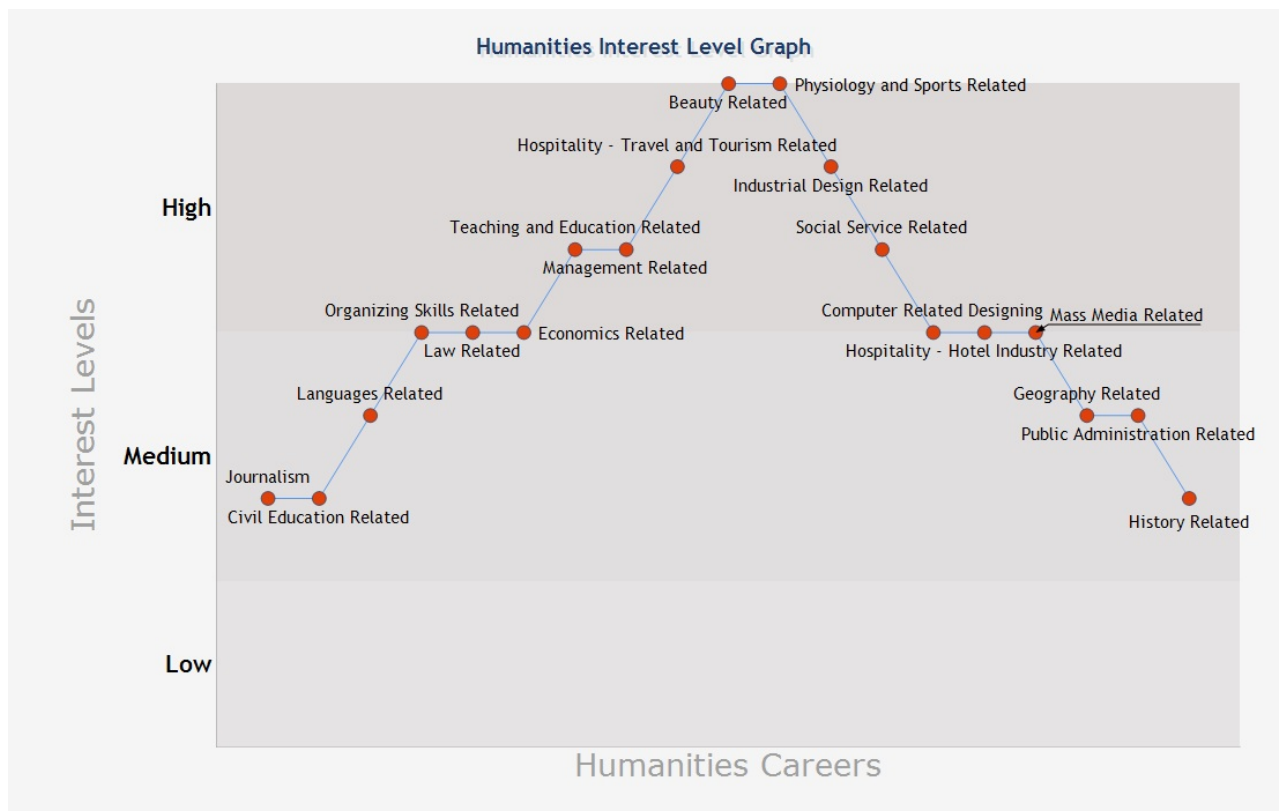 Humanities Interest Level Graph
Physiology and Sports Related
Beauty Related
Hospitality - Travel and Tourism Related
Industrial Design Related
High
Teaching and Education Related
Social Service Related
Management Related
Organizing Skills Related
Computer Related Designing
Mass Media Related
Economics Related
Law Related
Hospitality - Hotel Industry Related
Languages Related
Geography Related
Public Administration Related
Medium
Journalism
Civil Education Related
History Related
Low
Interest Levels
Humanities Careers